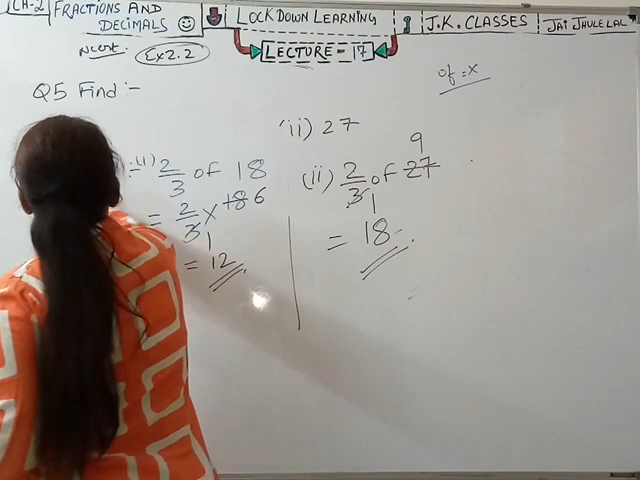 CH-2 FRACTIONS AND DECIMALS
LOCKDOWN LEARNING
J.K. CLASSES
JAI JHULELAL
NCERT Ex 2.2
LECTURE - 17
of = x
Q5 Find :-
(ii) 27
(i) 2/3 of 18
= 2/3 x 18 6
1
= 12
9
(ii) 2/3 of 27
1
= 18